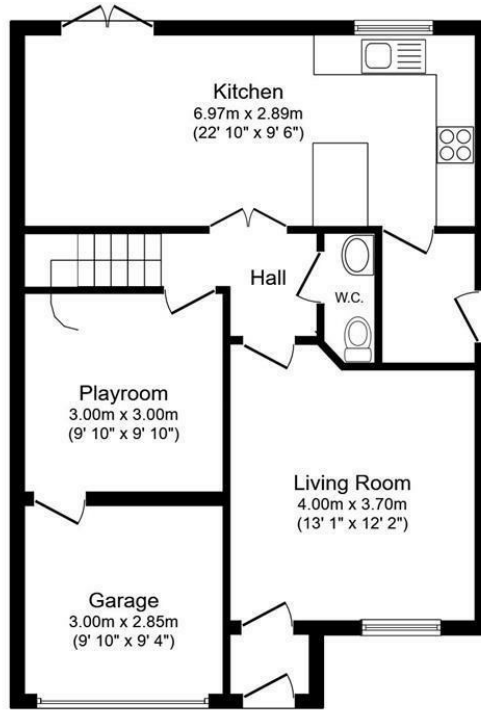 Kitchen
6.97m x 2.89m
(22' 10" x 9' 6")
Hall
W.C.
Playroom
3.00m x 3.00m
(9' 10" x 9' 10")
Living Room
4.00m x 3.70m
(13' 1" x 12' 2")
Garage
3.00m x 2.85m
(9' 10" x 9' 4")